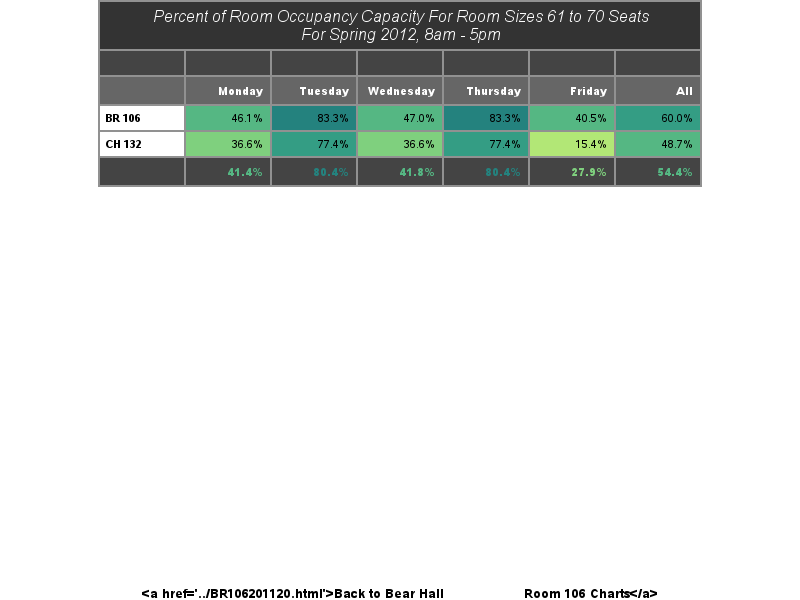 Percent of Room Occupancy Capacity For Room Sizes 61 to 70 Seats
For Spring 2012, 8am - 5pm
Monday Tuesday Wednesday Thursday Friday All
BR 106 46.1% 83.3% 47.0% 83.3% 40.5% 60.0%
CH 132 36.6% 77.4% 36.6% 77.4% 15.4% 48.7%
41.4% 80.4% 41.8% 80.4% 27.9% 54.4%
<a href='../BR106201120.html'>Back to Bear Hall Room 106 Charts</a>